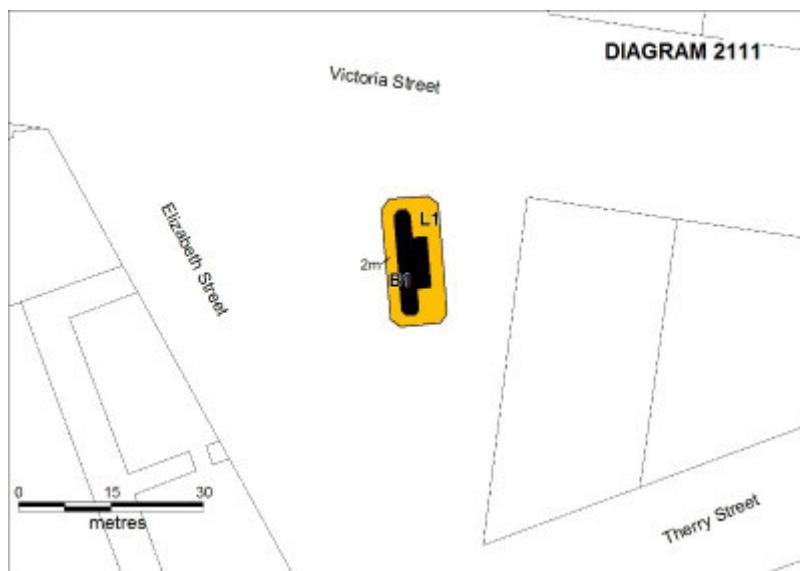 DIAGRAM 2111
Victoria Street
L1
Elizabeth Street
2m
B1
0 15 30
metres
Therry Street